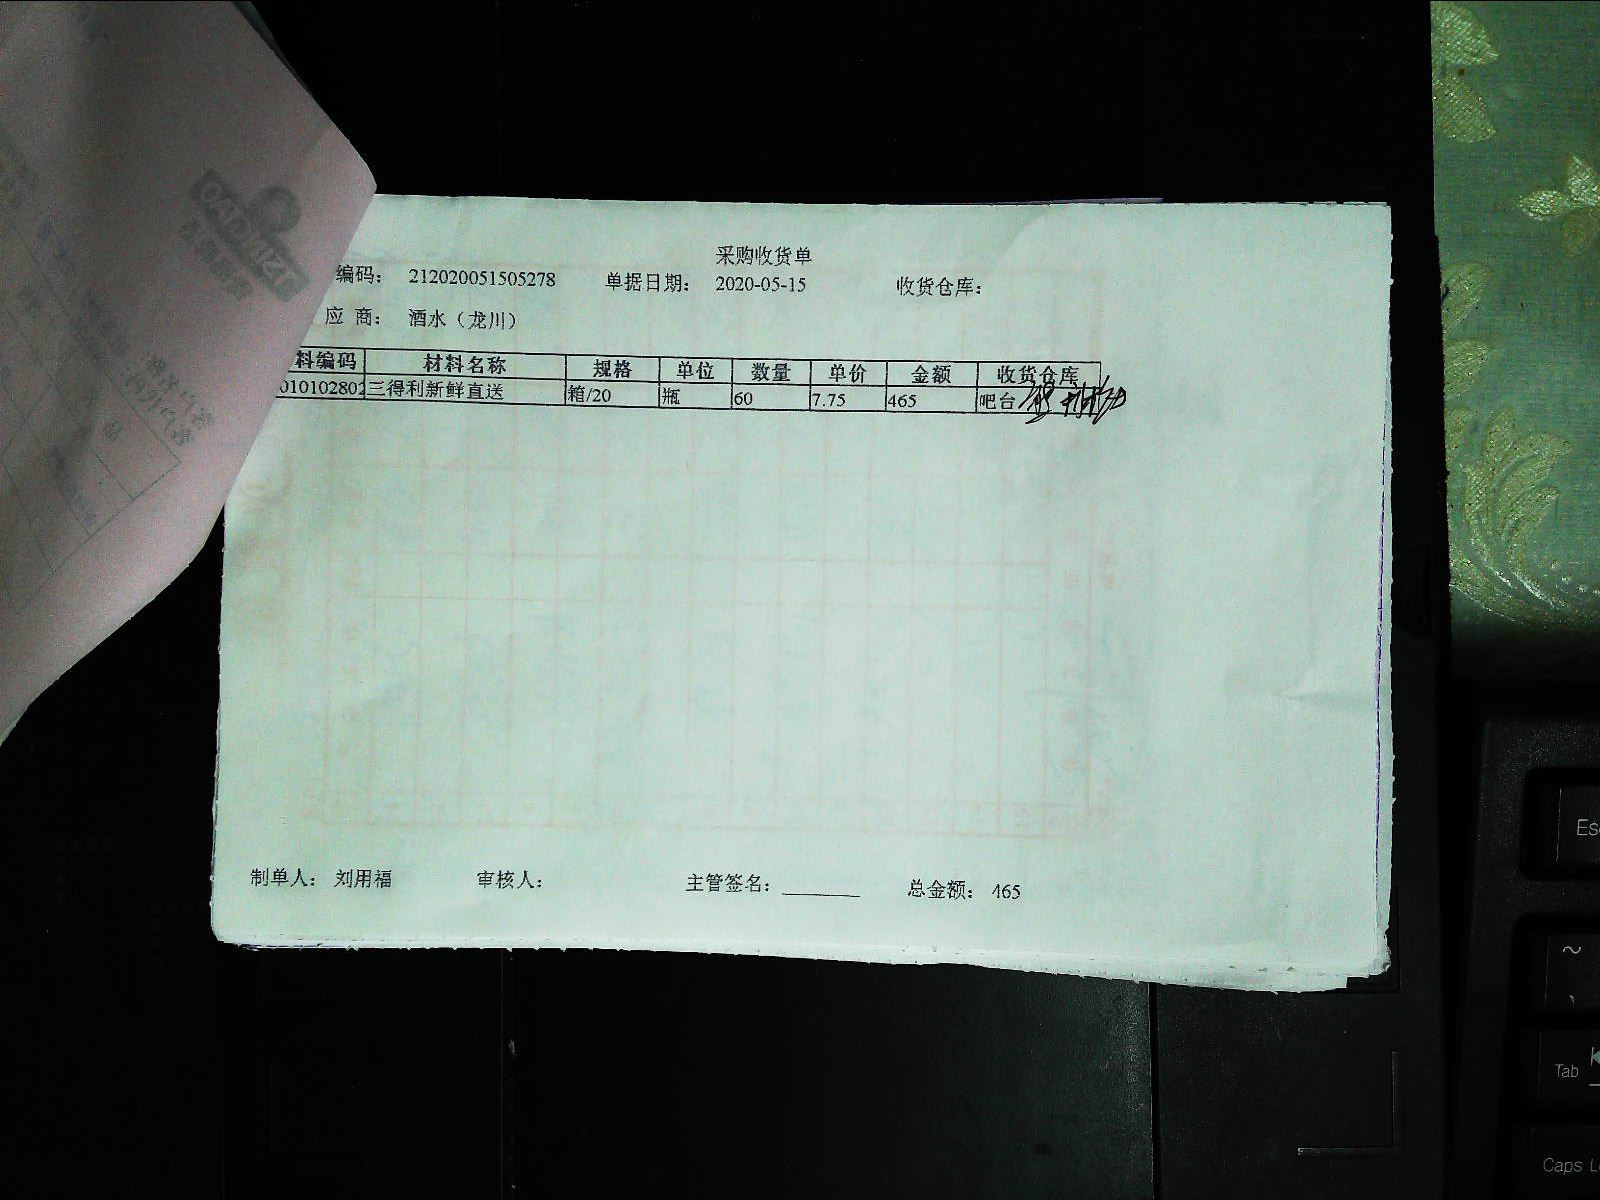 采购收货单
编码： 212020051505278 单据日期： 2020-05-15 收货仓库：
应 商： 酒水（龙川）
料编码 材料名称 规格 单位 数量 单价 金额 收货仓库
010102802 三得利新鲜直送 箱/20 瓶 60 7.75 465 吧台
制单人： 刘用福 审核人： 主管签名： 总金额： 465
Esc
~
Tab
Caps L